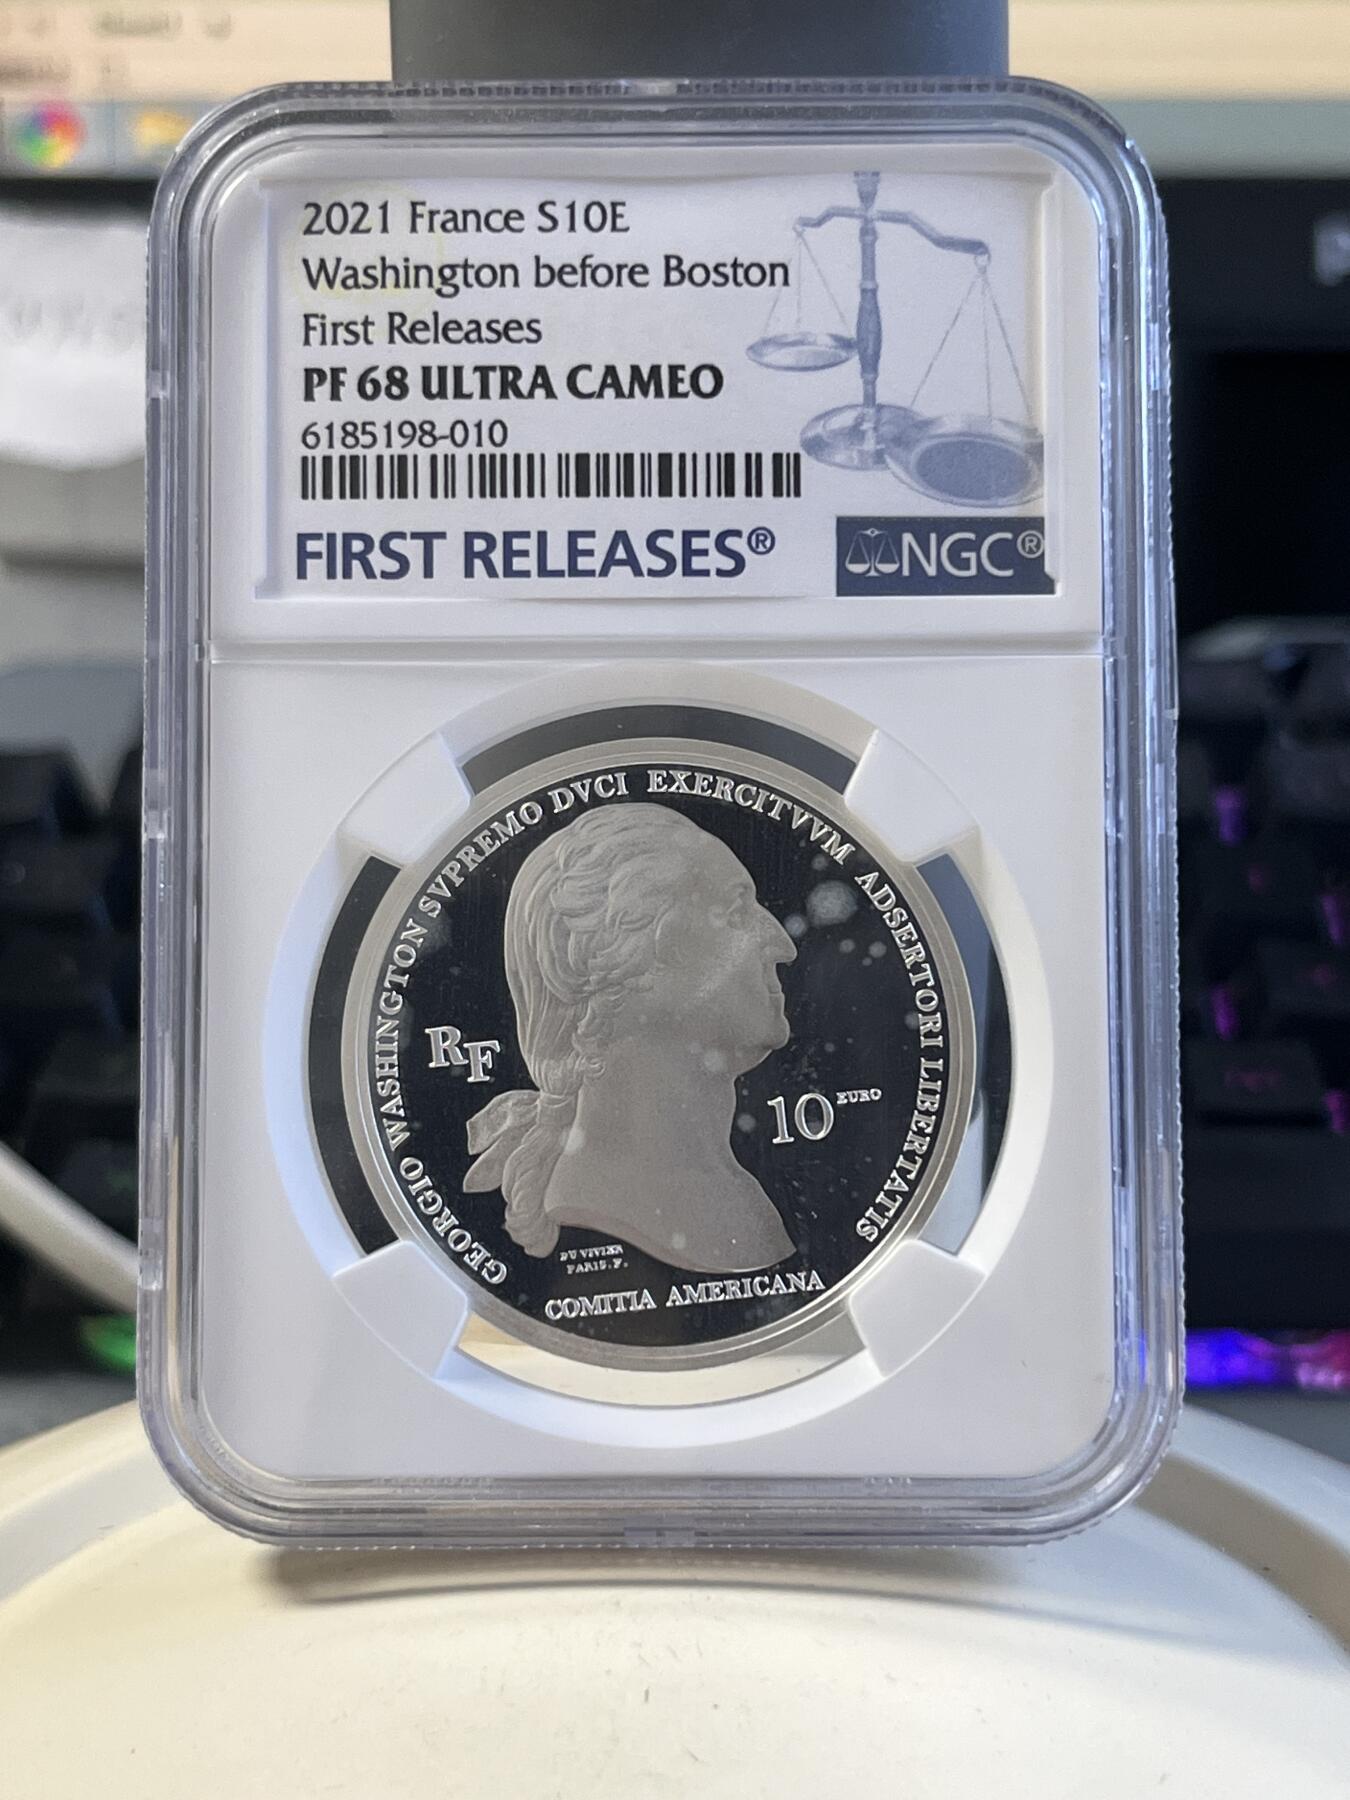 2021 France S10E
Washington before Boston
First Releases
PF 68 ULTRA CAMEO
6185198-010
FIRST RELEASES®
NGC®
GEORGIO WASHINGTON SVPREMO DVCI EXERCITVVM ADSERTORI LIBERTATIS
RF
10 EURO
DU VIVIER
PARIS. F.
COMITIA AMERICANA